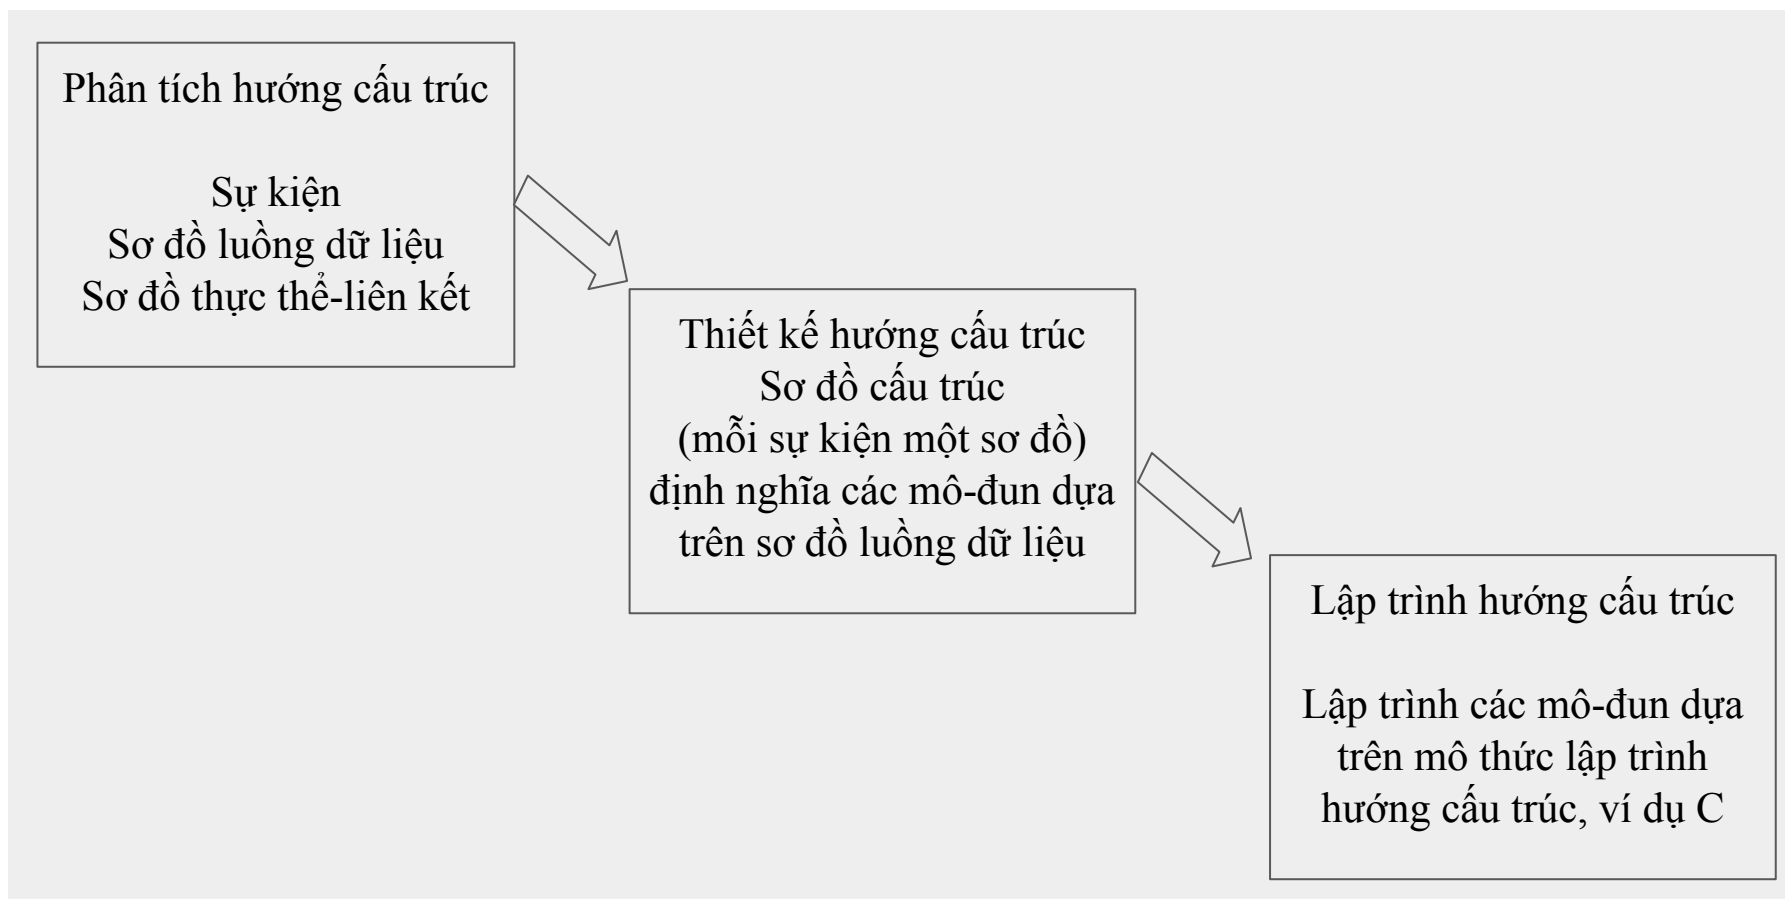 Phân tích hướng cấu trúc
Sự kiện
Sơ đồ luồng dữ liệu
Sơ đồ thực thể-liên kết
Thiết kế hướng cấu trúc
Sơ đồ cấu trúc
(mỗi sự kiện một sơ đồ)
định nghĩa các mô-đun dựa
trên sơ đồ luồng dữ liệu
Lập trình hướng cấu trúc
Lập trình các mô-đun dựa
trên mô thức lập trình
hướng cấu trúc, ví dụ C